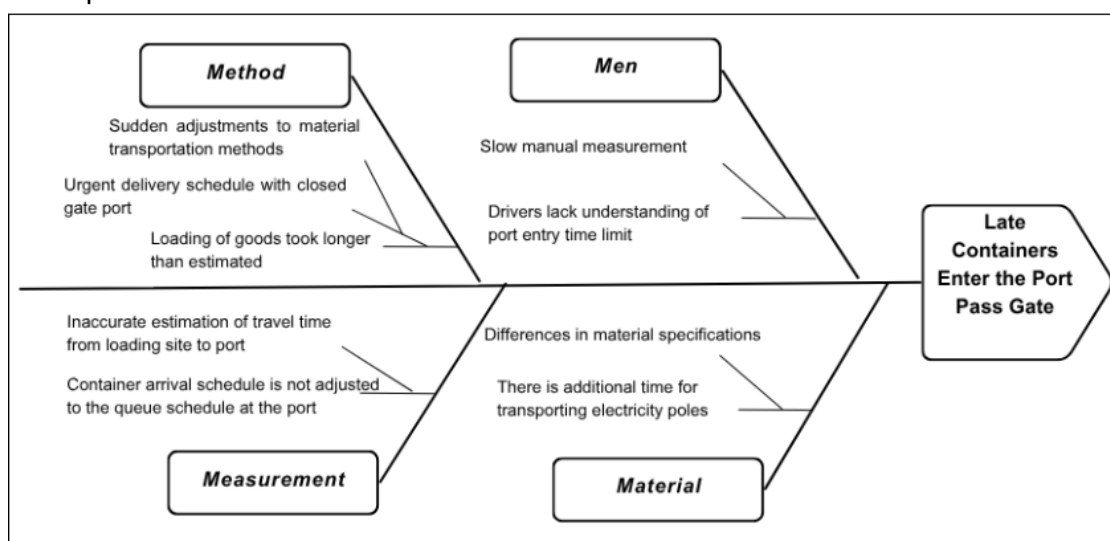 Method
Sudden adjustments to material
transportation methods
Urgent delivery schedule with closed
gate port
Loading of goods took longer
than estimated
Men
Slow manual measurement
Drivers lack understanding of
port entry time limit
Late
Containers
Enter the Port
Pass Gate
Inaccurate estimation of travel time
from loading site to port
Container arrival schedule is not adjusted
to the queue schedule at the port
Measurement
Differences in material specifications
There is additional time for
transporting electricity poles
Material